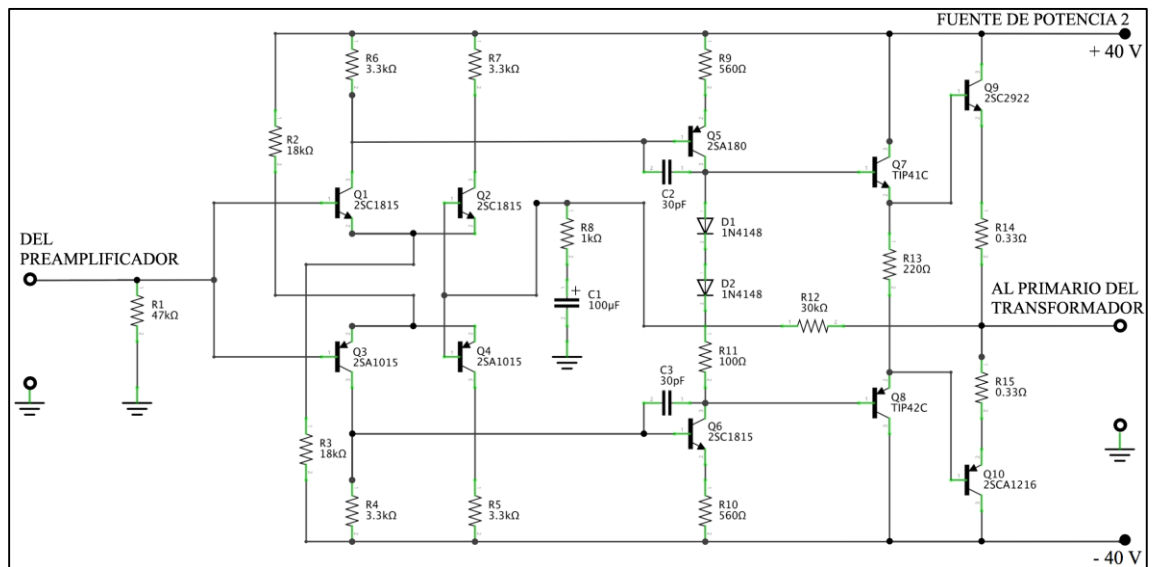 FUENTE DE POTENCIA 2
+ 40 V
R6
3.3kΩ
R7
3.3kΩ
R9
560Ω
Q9
2SC2922
R2
18kΩ
Q5
2SA180
C2
30pF
Q7
TIP41C
Q1
2SC1815
Q2
2SC1815
R8
1kΩ
D1
1N4148
R14
0.33Ω
DEL
PREAMPLIFICADOR
R13
220Ω
C1
100µF
D2
1N4148
R1
47kΩ
R12
30kΩ
AL PRIMARIO DEL
TRANSFORMADOR
Q3
2SA1015
Q4
2SA1015
R11
100Ω
C3
30pF
R15
0.33Ω
Q8
TIP42C
R3
18kΩ
Q6
2SC1815
Q10
2SCA1216
R4
3.3kΩ
R5
3.3kΩ
R10
560Ω
- 40 V